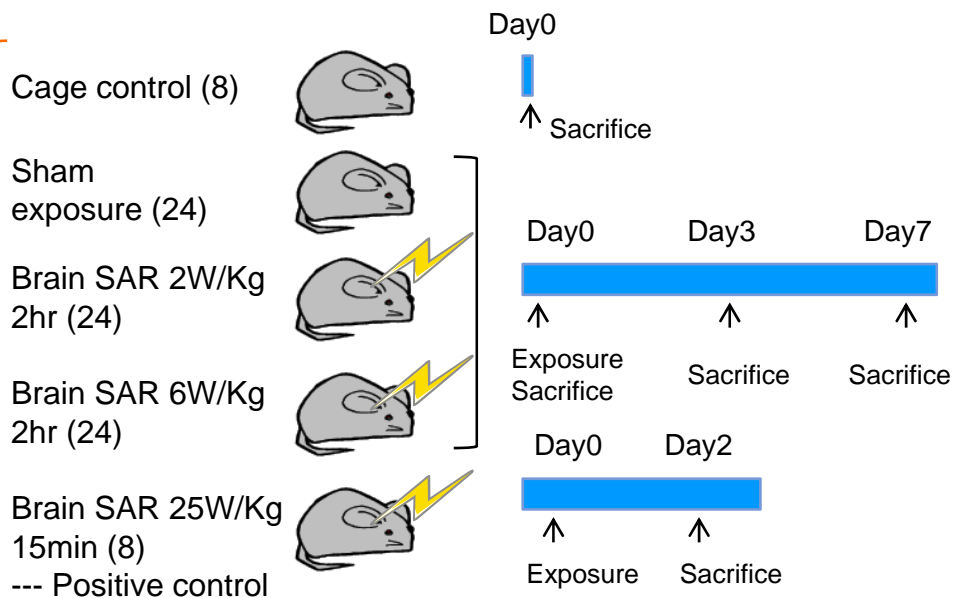 Day0
Cage control (8)
Sacrifice
Sham
exposure (24)
Day0 Day3 Day7
Brain SAR 2W/Kg
2hr (24)
Exposure
Sacrifice
Sacrifice
Sacrifice
Brain SAR 6W/Kg
2hr (24)
Day0 Day2
Brain SAR 25W/Kg
15min (8)
--- Positive control
Exposure Sacrifice